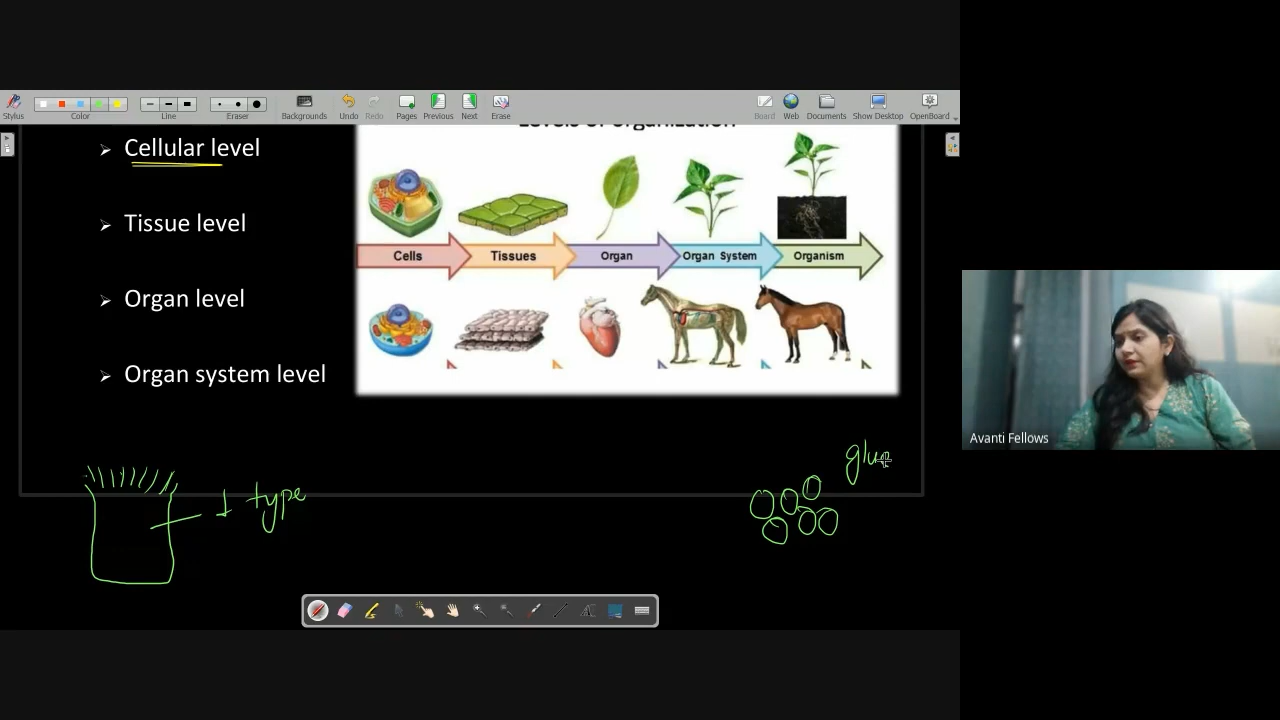 Stylus
Color
Line
Eraser
Backgrounds
Undo
Redo
Pages
Previous
Next
Erase
Board
Web
Documents
Show Desktop
OpenBoard
Levels of Organization
➢ Cellular level
➢ Tissue level
➢ Organ level
➢ Organ system level
Cells
Tissues
Organ
Organ System
Organism
Avanti Fellows
1 type